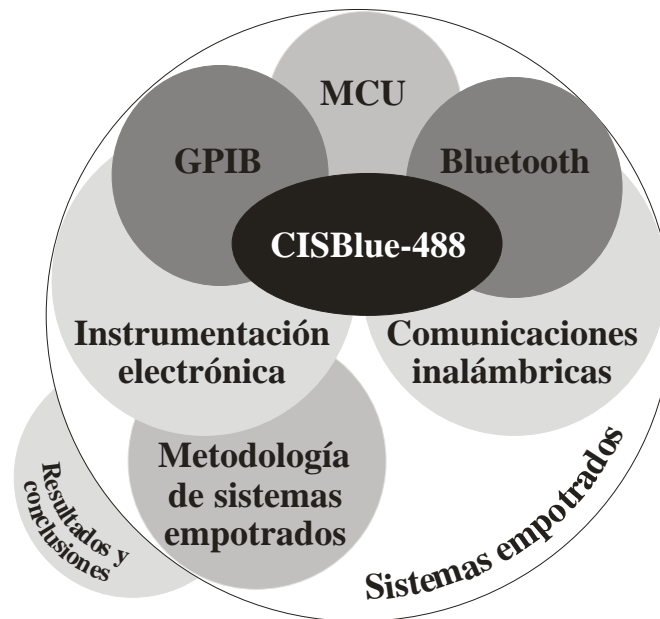 MCU
GPIB
Bluetooth
CISBlue-488
Instrumentación
electrónica
Comunicaciones
inalámbricas
Metodología
de sistemas
empotrados
Resultados y
conclusiones
Sistemas empotrados